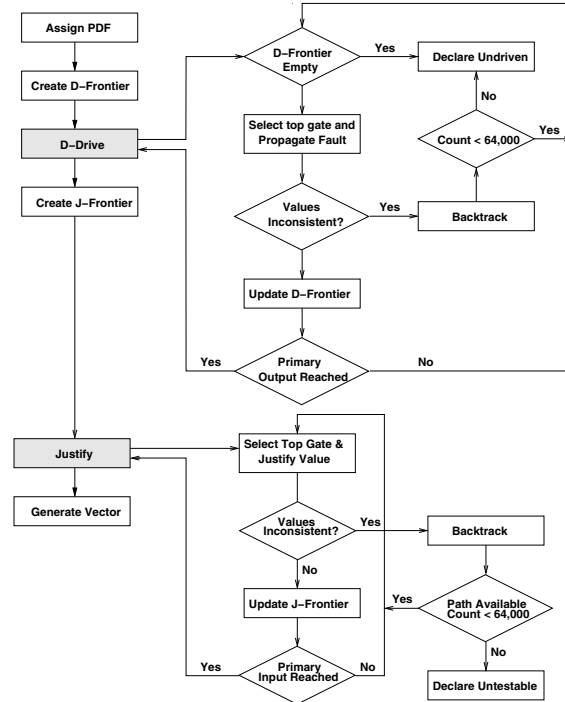 Assign PDF
Create D-Frontier
D-Drive
Create J-Frontier
D-Frontier
Empty
Yes
Declare Undriven
No
Select top gate and
Propagate Fault
Count < 64,000
Yes
Values
Inconsistent?
Yes
Backtrack
Update D-Frontier
Yes
Primary
Output Reached
No
Justify
Generate Vector
Select Top Gate &
Justify Value
Values
Inconsistent?
Yes
Backtrack
No
Update J-Frontier
Yes
Path Available
Count < 64,000
Yes
Primary
Input Reached
No
No
Declare Untestable